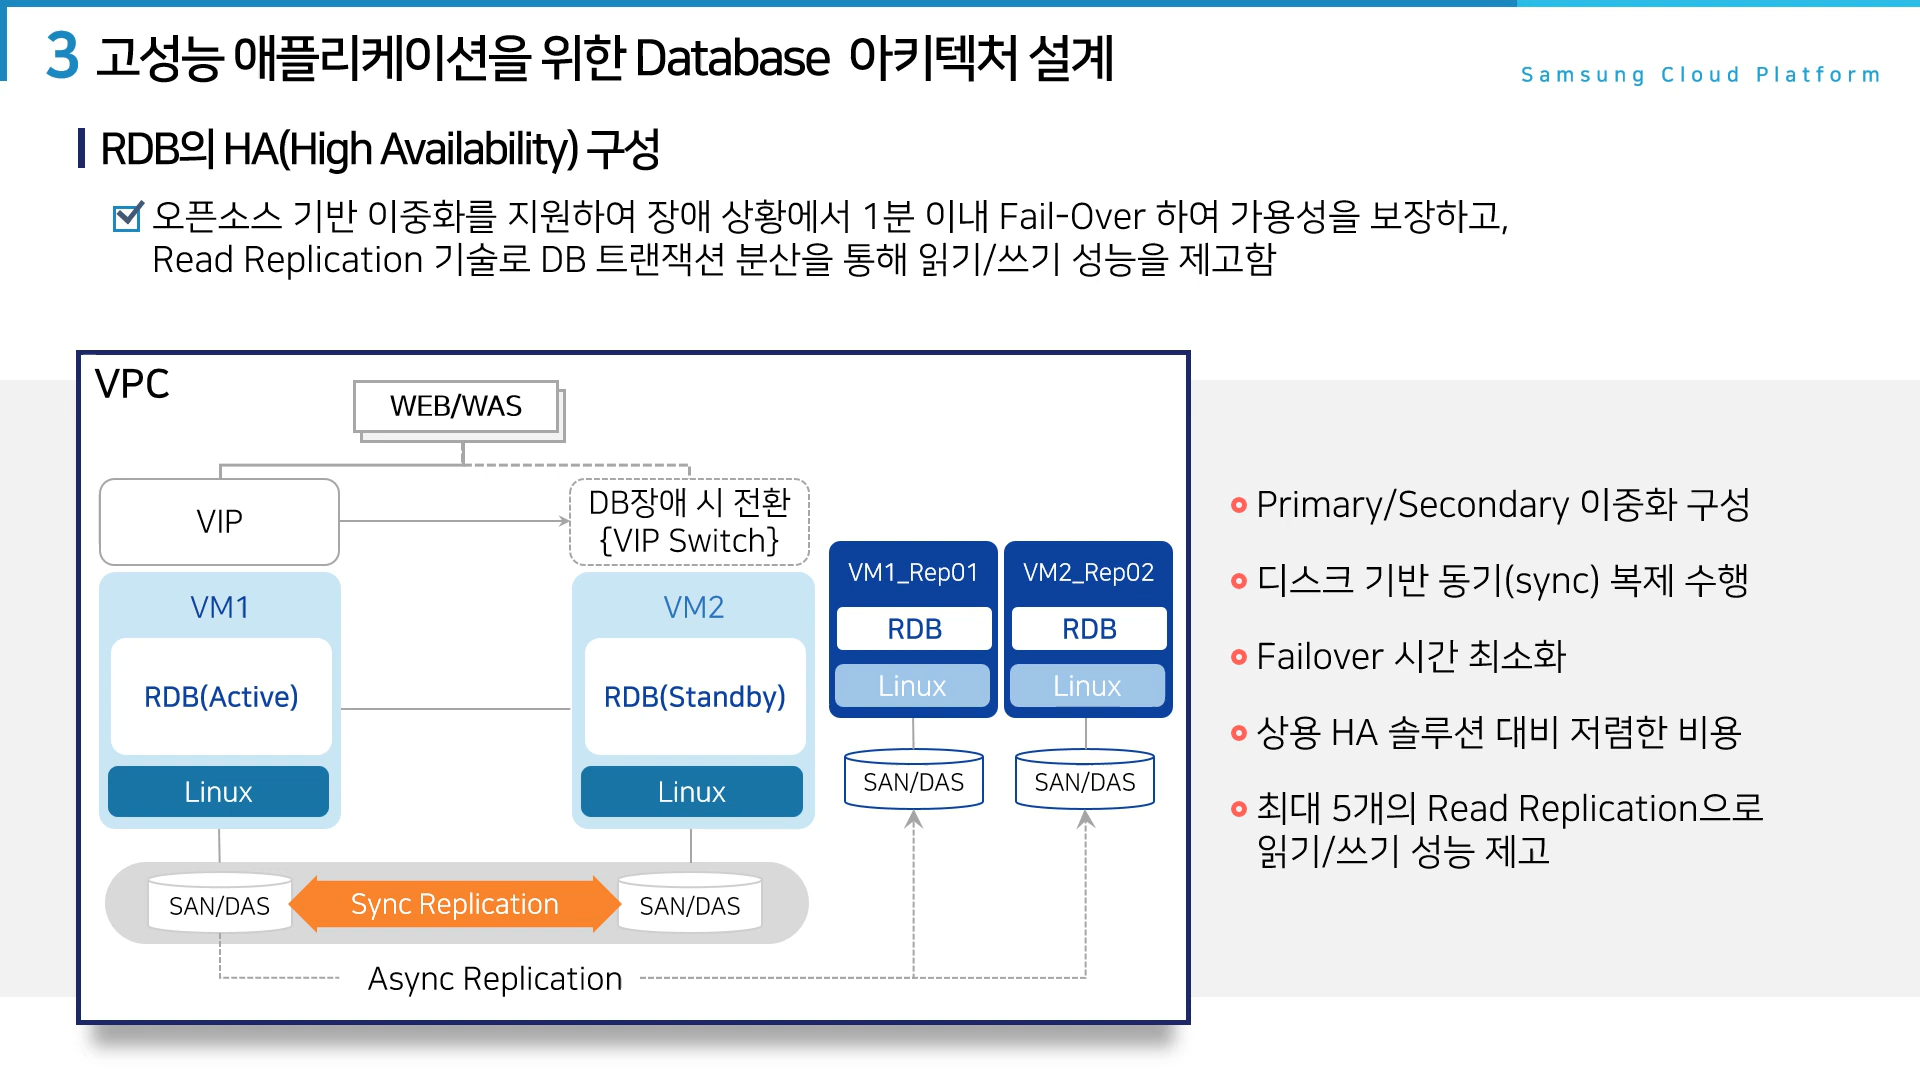 3 고성능 애플리케이션을 위한 Database 아키텍처 설계
Samsung Cloud Platform
RDB의 HA(High Availability) 구성
오픈소스 기반 이중화를 지원하여 장애 상황에서 1분 이내 Fail-Over 하여 가용성을 보장하고,
Read Replication 기술로 DB 트랜잭션 분산을 통해 읽기/쓰기 성능을 제고함
VPC
WEB/WAS
VIP
DB장애 시 전환
{VIP Switch}
VM1
RDB(Active)
Linux
VM2
RDB(Standby)
Linux
VM1_Rep01
RDB
Linux
VM2_Rep02
RDB
Linux
SAN/DAS
SAN/DAS
SAN/DAS
Sync Replication
SAN/DAS
Async Replication
Primary/Secondary 이중화 구성
디스크 기반 동기(sync) 복제 수행
Failover 시간 최소화
상용 HA 솔루션 대비 저렴한 비용
최대 5개의 Read Replication으로
읽기/쓰기 성능 제고